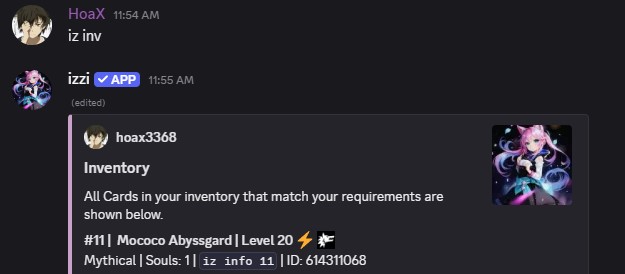 HoaX 11:54 AM
iz inv
izzi ✓ APP 11:55 AM
(edited)
hoax3368
Inventory
All Cards in your inventory that match your requirements are
shown below.
#11 | Mococo Abyssgard | Level 20 ⚡
Mythical | Souls: 1 | iz info 11 | ID: 614311068